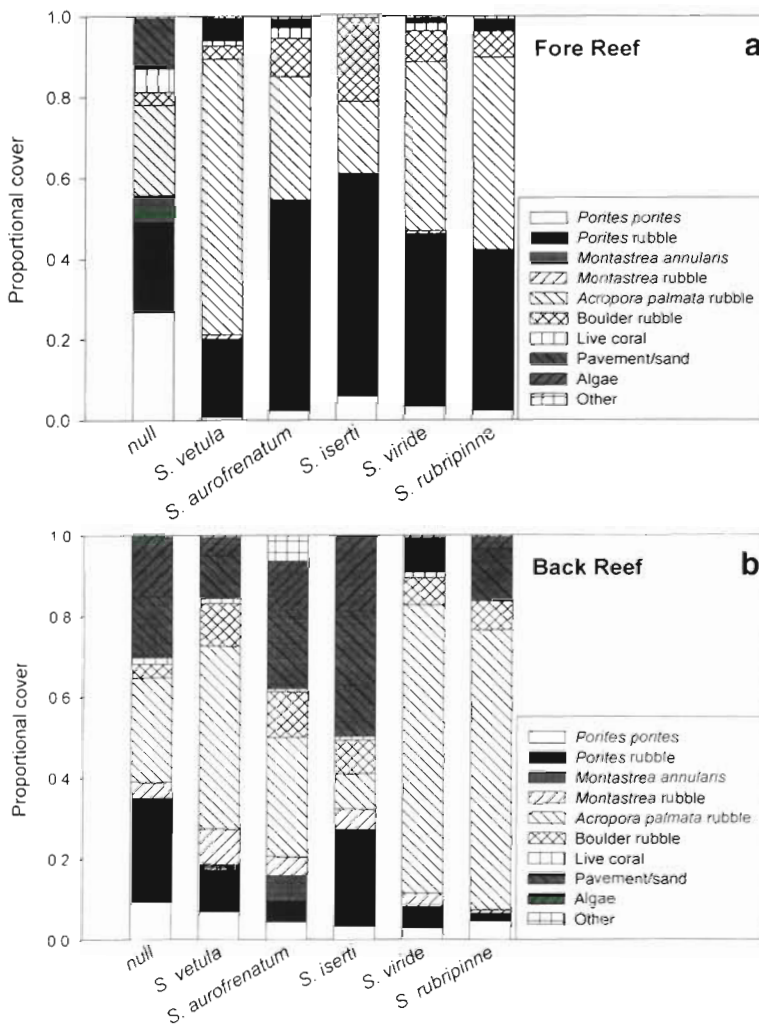 Fore Reef
a
Proportional cover
1.0
0.8
0.6
0.4
0.2
0.0
Porites porites
Porites rubble
Montastrea annularis
Montastrea rubble
Acropora palmata rubble
Boulder rubble
Live coral
Pavement/sand
Algae
Other
null
S. vetula
S. aurofrenatum
S. iserti
S. viride
S. rubripinne
Back Reef
b
Proportional cover
1 0
0 8
0 6
0 4
0 2
0 0
Porites porites
Porites rubble
Montastrea annularis
Montastrea rubble
Acropora palmata rubble
Boulder rubble
Live coral
Pavement/sand
Algae
Other
null
S vetula
S. aurofrenatum
S. iserti
S. viride
S rubripinne